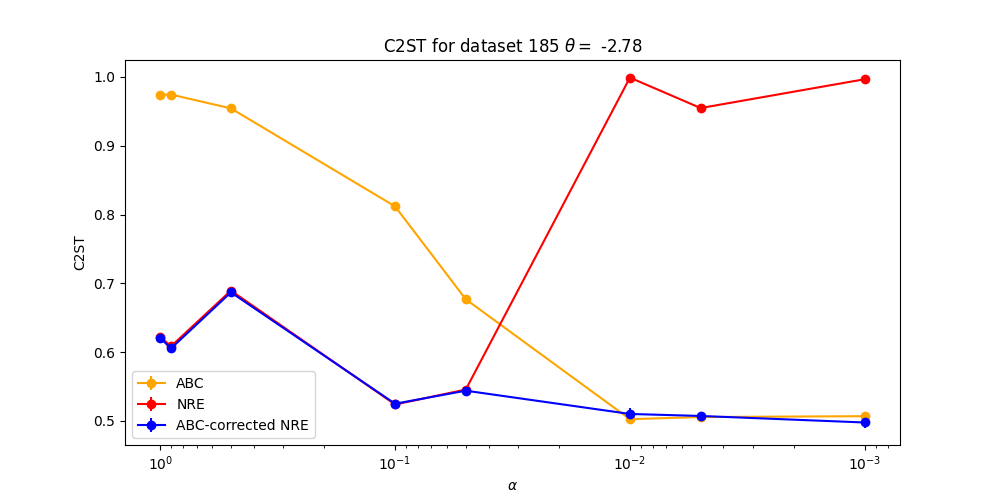 C2ST for dataset 185 θ = -2.78
C2ST
1.0
0.9
0.8
0.7
0.6
0.5
ABC
NRE
ABC-corrected NRE
10⁰
10⁻¹
10⁻²
10⁻³
α